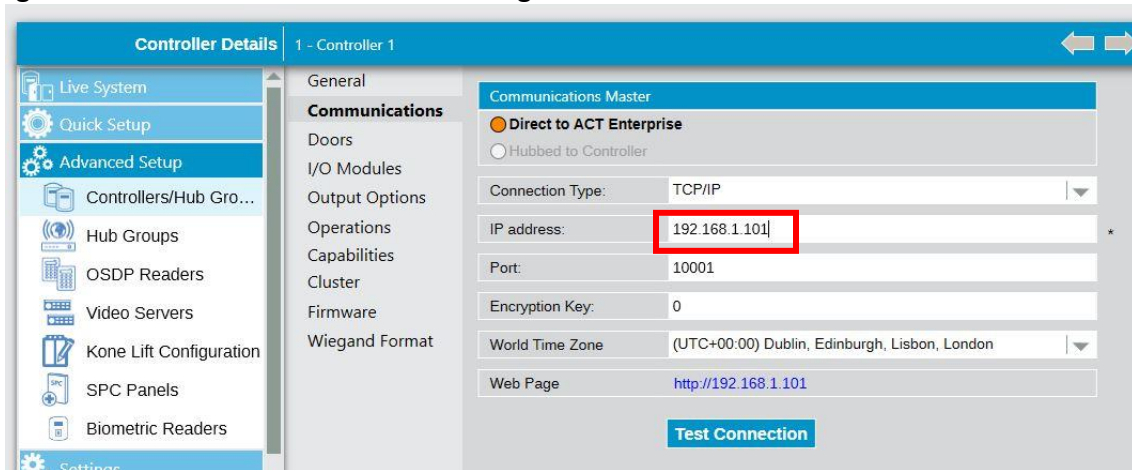 Controller Details
1 - Controller 1
Live System
Quick Setup
Advanced Setup
Controllers/Hub Gro...
Hub Groups
OSDP Readers
Video Servers
Kone Lift Configuration
SPC
SPC Panels
Biometric Readers
Settings
General
Communications
Doors
I/O Modules
Output Options
Operations
Capabilities
Cluster
Firmware
Wiegand Format
Communications Master
Direct to ACT Enterprise
Hubbed to Controller
Connection Type: TCP/IP
IP address: 192.168.1.101 *
Port: 10001
Encryption Key: 0
World Time Zone (UTC+00:00) Dublin, Edinburgh, Lisbon, London
Web Page http://192.168.1.101
Test Connection